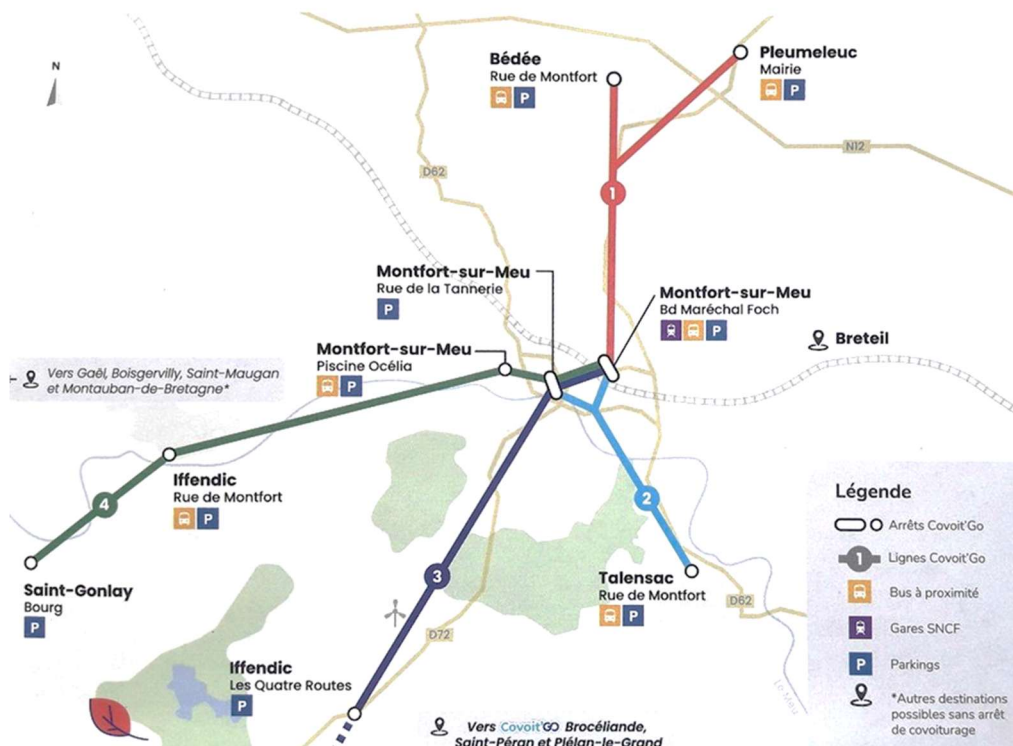 N
Bédée
Rue de Montfort
P
Pleumeleuc
Mairie
P
N12
D62
1
Montfort-sur-Meu
Rue de la Tannerie
P
Montfort-sur-Meu
Bd Maréchal Foch
P
Breteil
Montfort-sur-Meu
Piscine Océlia
P
Vers Gaël, Boisgervilly, Saint-Maugan
et Montauban-de-Bretagne*
Iffendic
Rue de Montfort
P
4
Saint-Gonlay
Bourg
P
2
3
Talensac
Rue de Montfort
P
D62
D72
Le Meu
Iffendic
Les Quatre Routes
P
Vers Covoit'GO Brocéliande,
Saint-Péran et Plélan-le-Grand
Légende
Arrêts Covoit'Go
1 Lignes Covoit'Go
Bus à proximité
Gares SNCF
P Parkings
*Autres destinations
possibles sans arrêt
de covoiturage